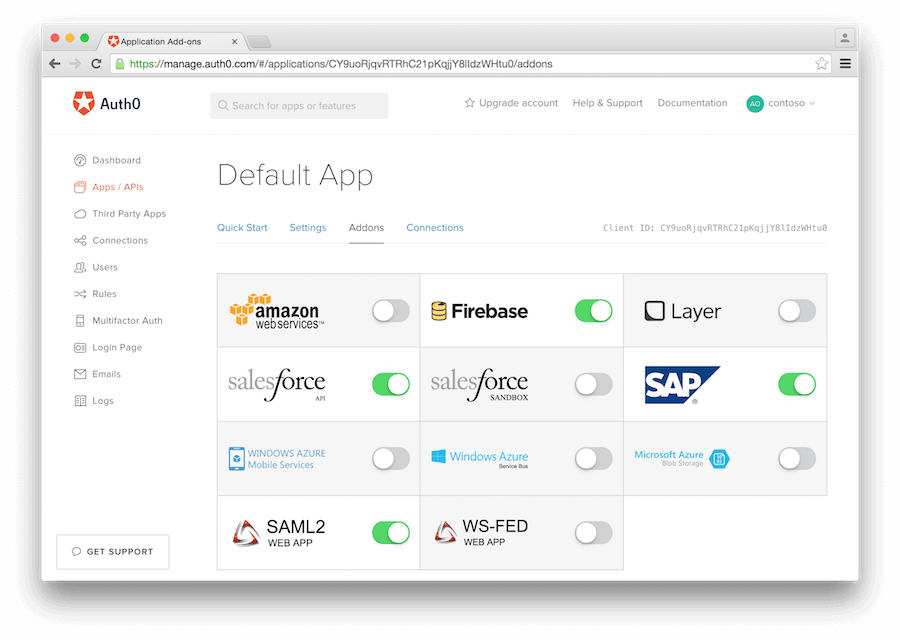 Application Add-ons
https://manage.auth0.com/#/applications/CY9uoRjqvRTRhC21pKqjjY8lIdzWHtu0/addons
Auth0
Search for apps or features
Upgrade account
Help & Support
Documentation
AO
contoso
Dashboard
Apps / APIs
Third Party Apps
Connections
Users
Rules
Multifactor Auth
Login Page
Emails
Logs
GET SUPPORT
Default App
Quick Start
Settings
Addons
Connections
Client ID: CY9uoRjqvRTRhC21pKqjjY8lIdzWHtu0
amazon
web services™
Firebase
Layer
salesforce
API
salesforce
SANDBOX
SAP
®
WINDOWS AZURE
Mobile Services
Windows Azure
Service Bus
Microsoft Azure
Blob Storage
SAML2
WEB APP
WS-FED
WEB APP